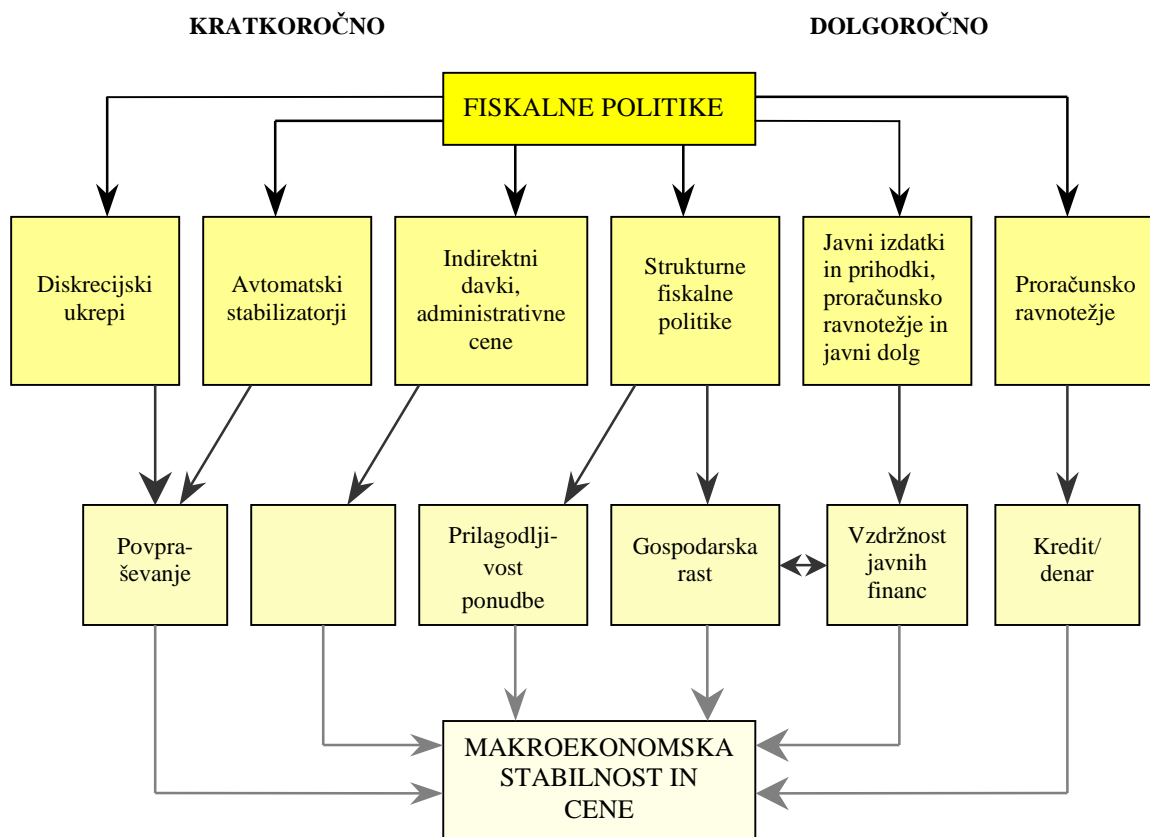 KRATKOROČNO
DOLGOROČNO
FISKALNE POLITIKE
Diskrecijski
ukrepi
Avtomatski
stabilizatorji
Indirektni
davki,
administrativne
cene
Strukturne
fiskalne
politike
Javni izdatki
in prihodki,
proračunsko
ravnotežje in
javni dolg
Proračunsko
ravnotežje
Povpra-
ševanje
Prilagodlji-
vost
ponudbe
Gospodarska
rast
Vzdržnost
javnih
financ
Kredit/
denar
MAKROEKONOMSKA
STABILNOST IN
CENE